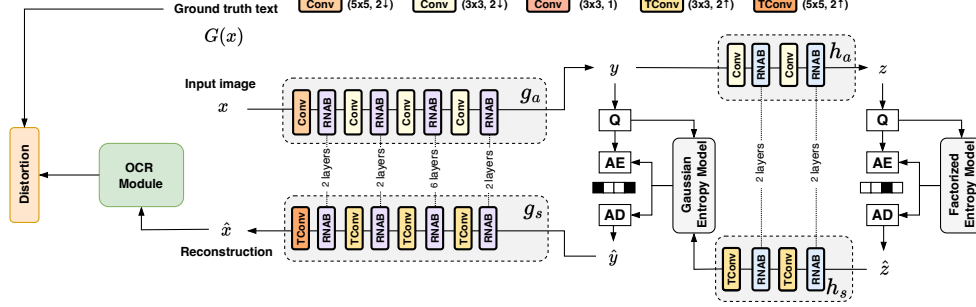 Conv (5x5, 2↓) Conv (3x3, 2↓) Conv (3x3, 1) TConv (3x3, 2↑) TConv (5x5, 2↑)
Ground truth text
G(x)
Input image
x
Conv RNAB Conv RNAB Conv RNAB Conv RNAB g_a
y
Conv RNAB Conv RNAB h_a
z
Q
AE
AD
Gaussian
Entropy Model
Q
AE
AD
Factorized
Entropy Model
2 layers
2 layers
6 layers
2 layers
2 layers
2 layers
Distortion
OCR
Module
x̂
Reconstruction
TConv RNAB TConv RNAB TConv RNAB TConv RNAB g_s
ŷ
TConv RNAB TConv RNAB h_s
ẑ